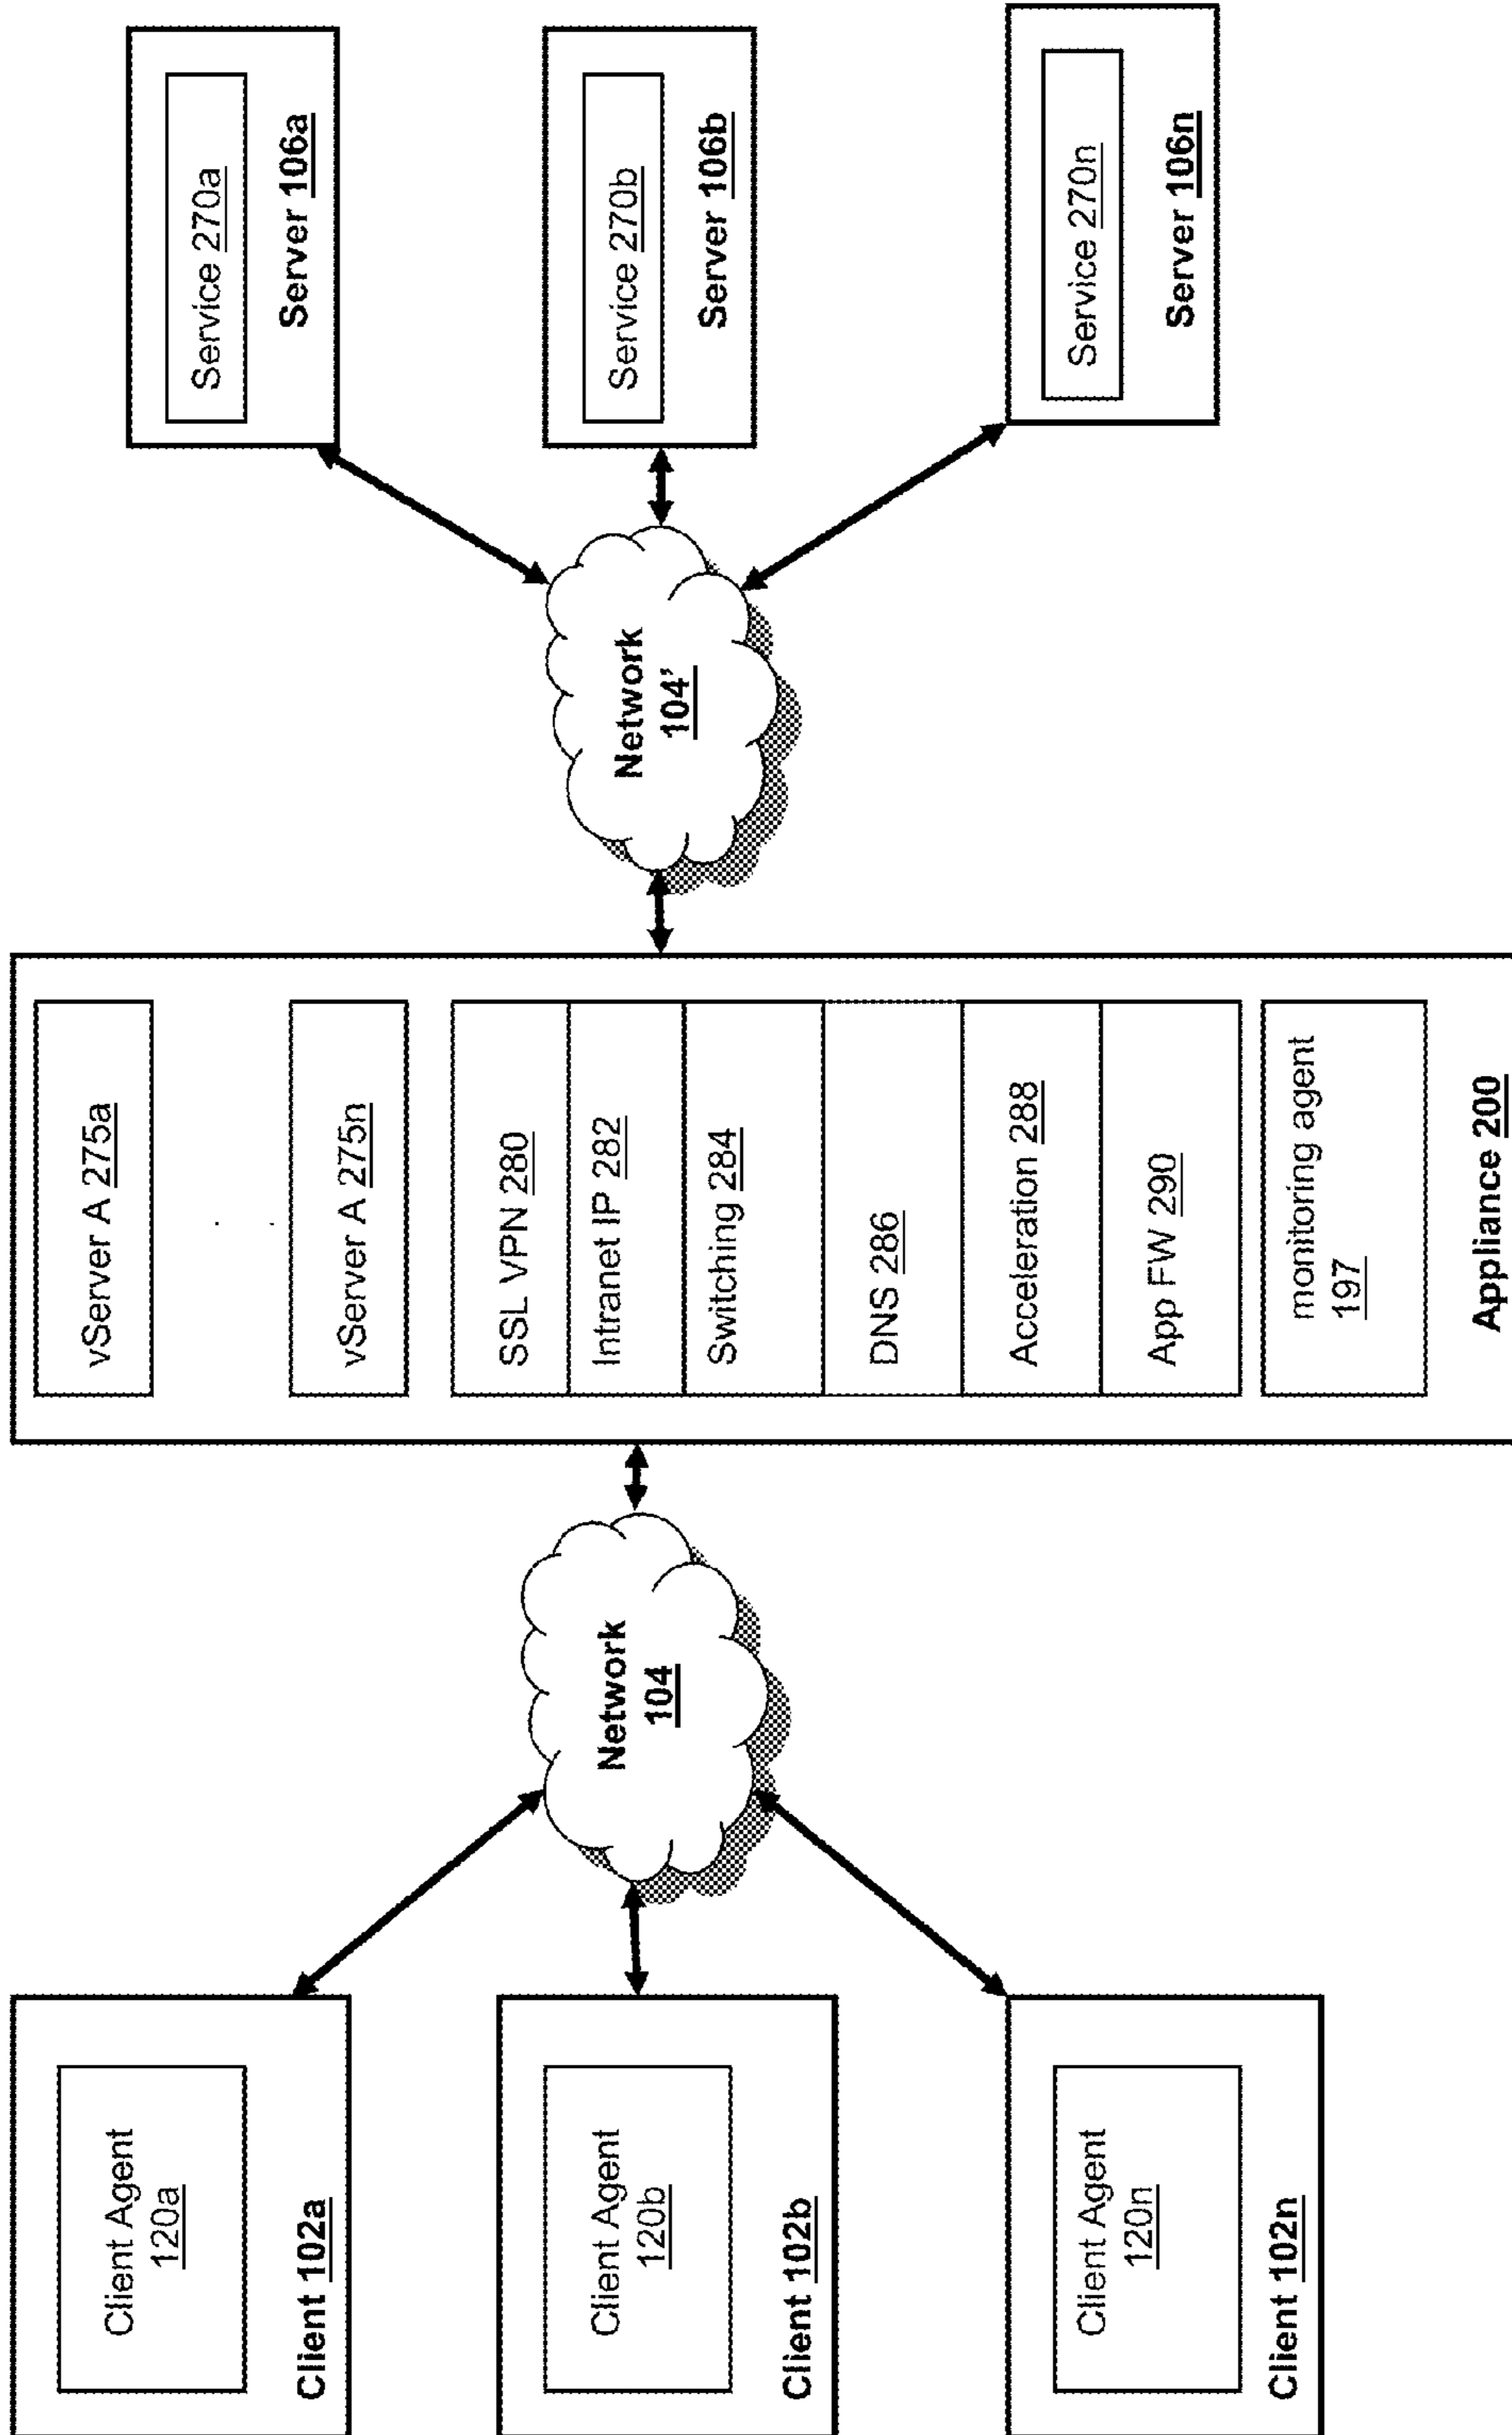 Client Agent
120a
Client 102a
Client Agent
120b
Client 102b
Client Agent
120n
Client 102n
Network
104
vServer A 275a
. .
vServer A 275n
SSL VPN 280
Intranet IP 282
Switching 284
DNS 286
Acceleration 288
App FW 290
monitoring agent
197
Appliance 200
Network
104'
Service 270a
Server 106a
Service 270b
Server 106b
Service 270n
Server 106n